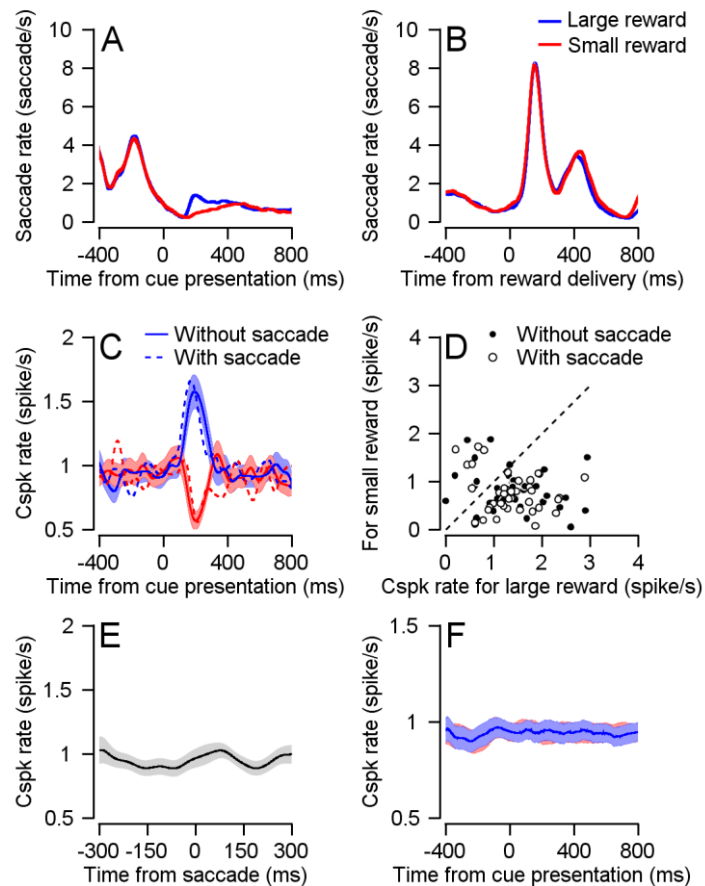 A
Saccade rate (saccade/s)
10
8
6
4
2
0
-400 0 400 800
Time from cue presentation (ms)
B
Large reward
Small reward
Saccade rate (saccade/s)
10
8
6
4
2
0
-400 0 400 800
Time from reward delivery (ms)
C
Without saccade
With saccade
Cspk rate (spike/s)
2
1.5
1
0.5
-400 0 400 800
Time from cue presentation (ms)
D
Without saccade
With saccade
For small reward (spike/s)
4
3
2
1
0
0 1 2 3 4
Cspk rate for large reward (spike/s)
E
Cspk rate (spike/s)
2
1.5
1
0.5
-300 -150 0 150 300
Time from saccade (ms)
F
Cspk rate (spike/s)
1.5
1
0.5
-400 0 400 800
Time from cue presentation (ms)